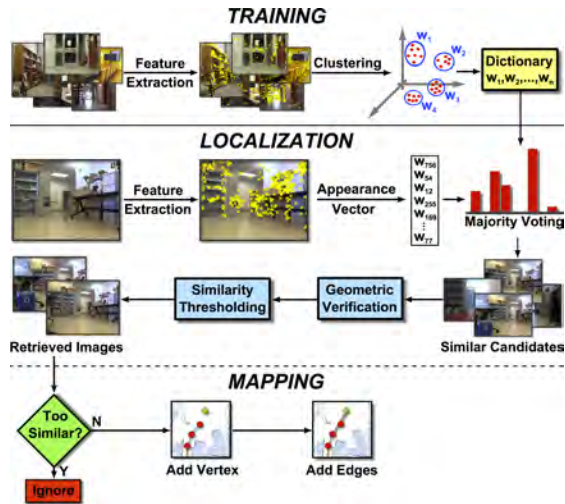 TRAINING
Feature
Extraction
Clustering
W1
W2
W3
W4
Dictionary
W1,W2,...,Wn
LOCALIZATION
Feature
Extraction
Appearance
Vector
W756
W54
W12
W255
W169
⋮
W77
Majority Voting
Retrieved Images
Similarity
Thresholding
Geometric
Verification
Similar Candidates
MAPPING
Too
Similar?
N
Y
Ignore
Add Vertex
Add Edges